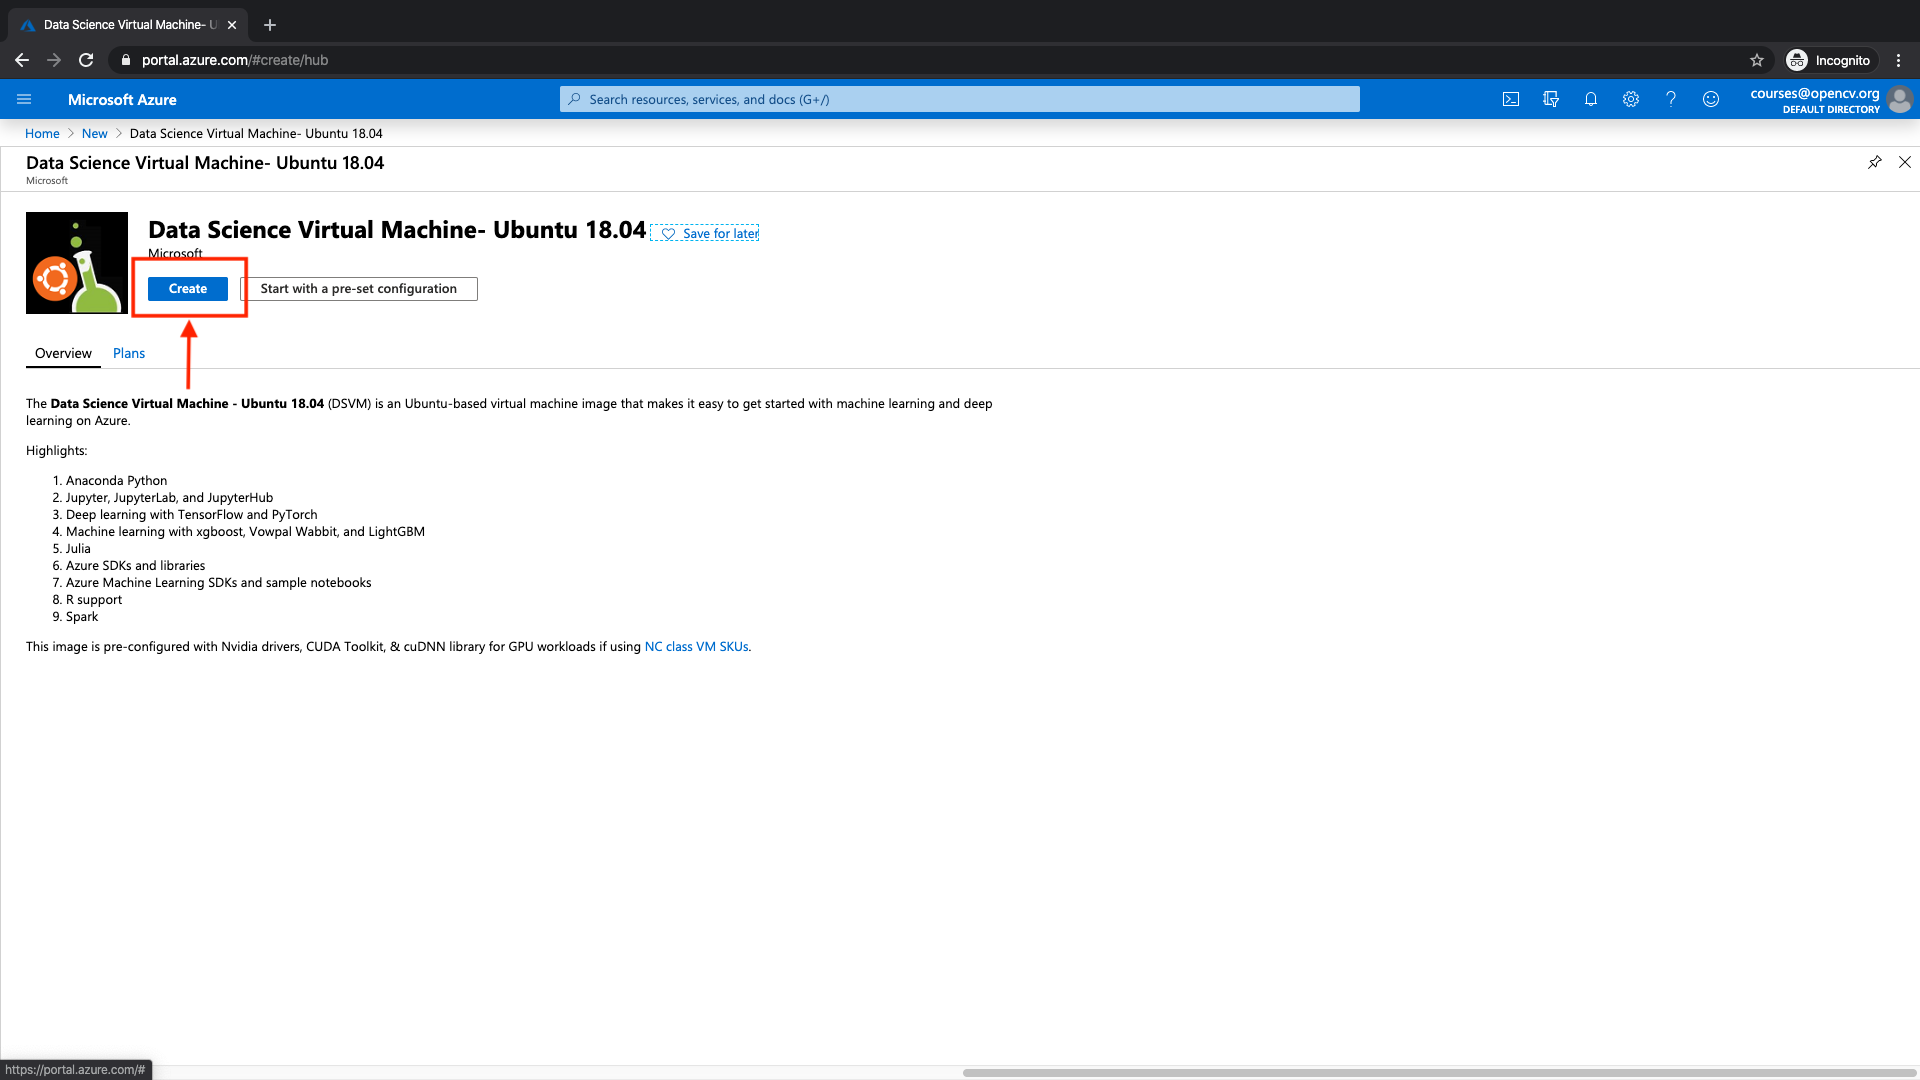 Data Science Virtual Machine- U
portal.azure.com/#create/hub
Incognito
Microsoft Azure
Search resources, services, and docs (G+/)
courses@opencv.org
DEFAULT DIRECTORY
Home > New > Data Science Virtual Machine- Ubuntu 18.04
Data Science Virtual Machine- Ubuntu 18.04
Microsoft
Data Science Virtual Machine- Ubuntu 18.04
Save for later
Microsoft
Create
Start with a pre-set configuration
Overview
Plans
The Data Science Virtual Machine - Ubuntu 18.04 (DSVM) is an Ubuntu-based virtual machine image that makes it easy to get started with machine learning and deep
learning on Azure.
Highlights:
1. Anaconda Python
2. Jupyter, JupyterLab, and JupyterHub
3. Deep learning with TensorFlow and PyTorch
4. Machine learning with xgboost, Vowpal Wabbit, and LightGBM
5. Julia
6. Azure SDKs and libraries
7. Azure Machine Learning SDKs and sample notebooks
8. R support
9. Spark
This image is pre-configured with Nvidia drivers, CUDA Toolkit, & cuDNN library for GPU workloads if using NC class VM SKUs.
https://portal.azure.com/#